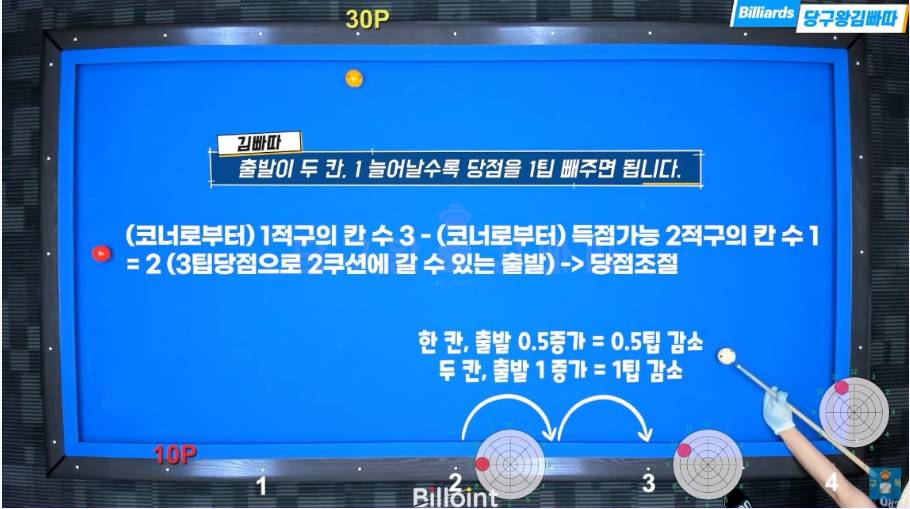 30P
Billiards 당구왕김빠따
김빠따
출발이 두 칸, 1 늘어날수록 당점을 1팁 빼주면 됩니다.
(코너로부터) 1적구의 칸 수 3 - (코너로부터) 득점가능 2적구의 칸 수 1
= 2 (3팁당점으로 2쿠션에 갈 수 있는 출발) -> 당점조절
한 칸, 출발 0.5증가 = 0.5팁 감소
두 칸, 출발 1 증가 = 1팁 감소
10P
1
2
3
4
Billoint